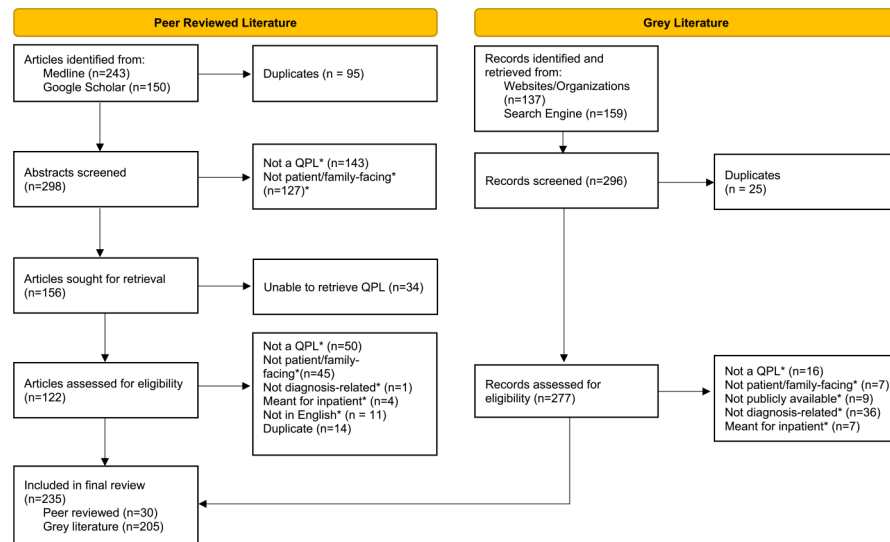 Peer Reviewed Literature
Articles identified from:
Medline (n=243)
Google Scholar (n=150)
Duplicates (n = 95)
Abstracts screened
(n=298)
Not a QPL* (n=143)
Not patient/family-facing*
(n=127)*
Articles sought for retrieval
(n=156)
Unable to retrieve QPL (n=34)
Articles assessed for eligibility
(n=122)
Not a QPL* (n=50)
Not patient/family-
facing*(n=45)
Not diagnosis-related* (n=1)
Meant for inpatient* (n=4)
Not in English* (n = 11)
Duplicate (n=14)
Included in final review
(n=235)
Peer reviewed (n=30)
Grey literature (n=205)
Grey Literature
Records identified and
retrieved from:
Websites/Organizations
(n=137)
Search Engine (n=159)
Records screened (n=296)
Duplicates
(n = 25)
Records assessed for
eligibility (n=277)
Not a QPL* (n=16)
Not patient/family-facing* (n=7)
Not publicly available* (n=9)
Not diagnosis-related* (n=36)
Meant for inpatient* (n=7)